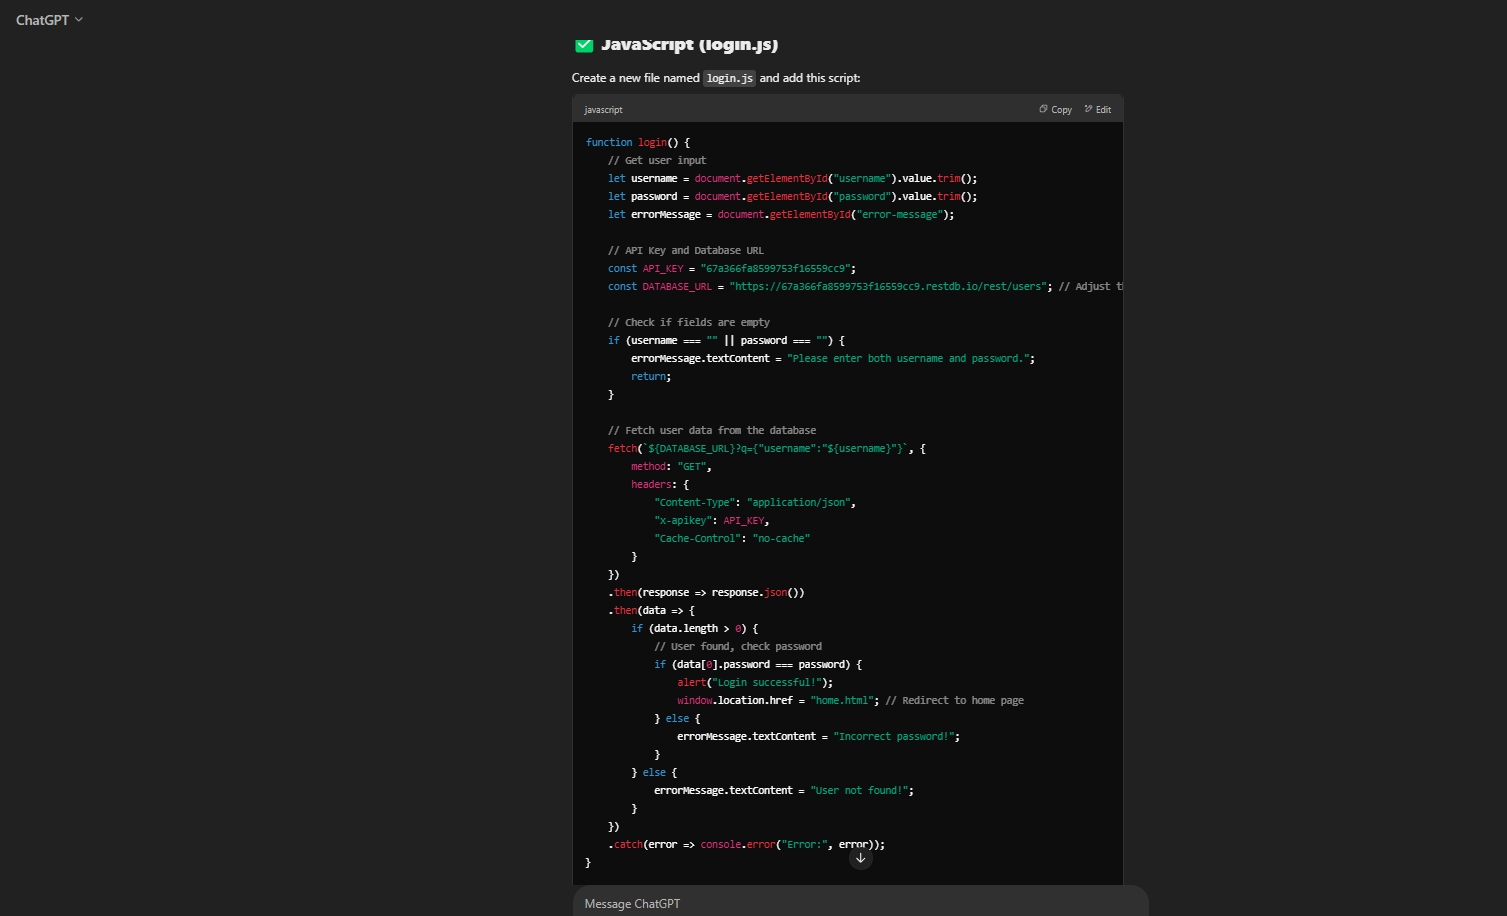 ChatGPT
JavaScript (login.js)
Create a new file named login.js and add this script:
javascript Copy Edit
function login() {
    // Get user input
    let username = document.getElementById("username").value.trim();
    let password = document.getElementById("password").value.trim();
    let errorMessage = document.getElementById("error-message");

    // API Key and Database URL
    const API_KEY = "67a366fa8599753f16559cc9";
    const DATABASE_URL = "https://67a366fa8599753f16559cc9.restdb.io/rest/users"; // Adjust

    // Check if fields are empty
    if (username === "" || password === "") {
        errorMessage.textContent = "Please enter both username and password.";
        return;
    }

    // Fetch user data from the database
    fetch(`${DATABASE_URL}?q={"username":"${username}"}`, {
        method: "GET",
        headers: {
            "Content-Type": "application/json",
            "x-apikey": API_KEY,
            "Cache-Control": "no-cache"
        }
    })
    .then(response => response.json())
    .then(data => {
        if (data.length > 0) {
            // User found, check password
            if (data[0].password === password) {
                alert("Login successful!");
                window.location.href = "home.html"; // Redirect to home page
            } else {
                errorMessage.textContent = "Incorrect password!";
            }
        } else {
            errorMessage.textContent = "User not found!";
        }
    })
    .catch(error => console.error("Error:", error));
}
Message ChatGPT